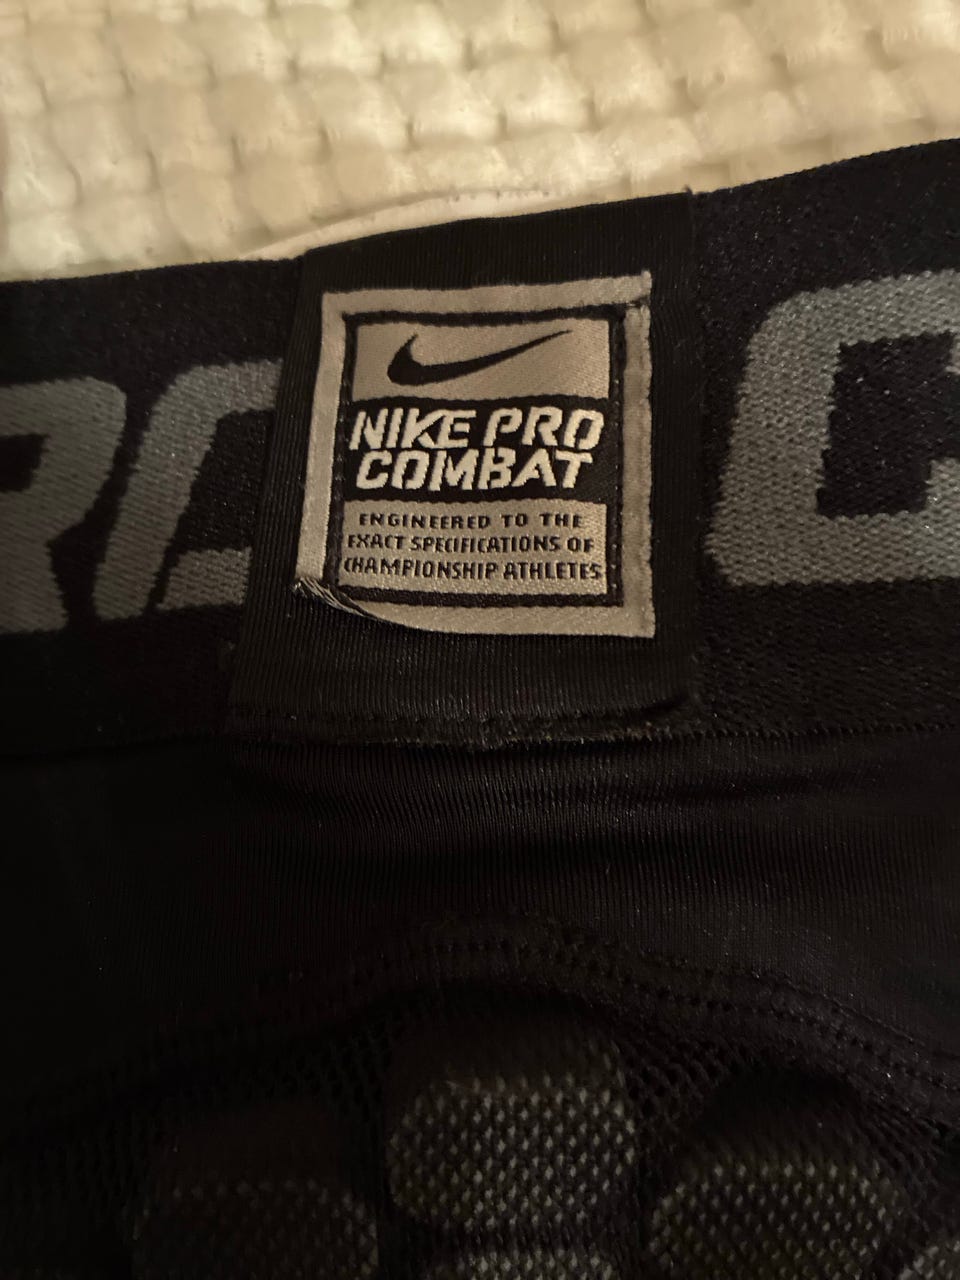 NIKE PRO
COMBAT
ENGINEERED TO THE
EXACT SPECIFICATIONS OF
CHAMPIONSHIP ATHLETES